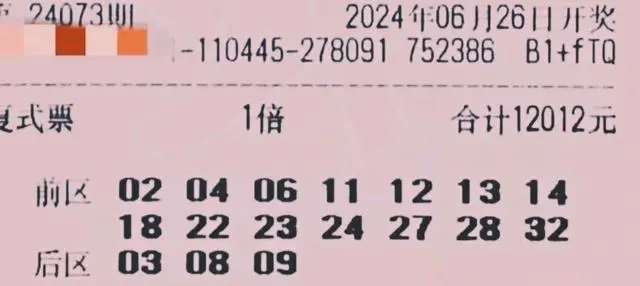 24073期 2024年06月26日开奖
-110445-278091 752386 B1+fTQ
复式票 1倍 合计12012元
前区 02 04 06 11 12 13 14
18 22 23 24 27 28 32
后区 03 08 09